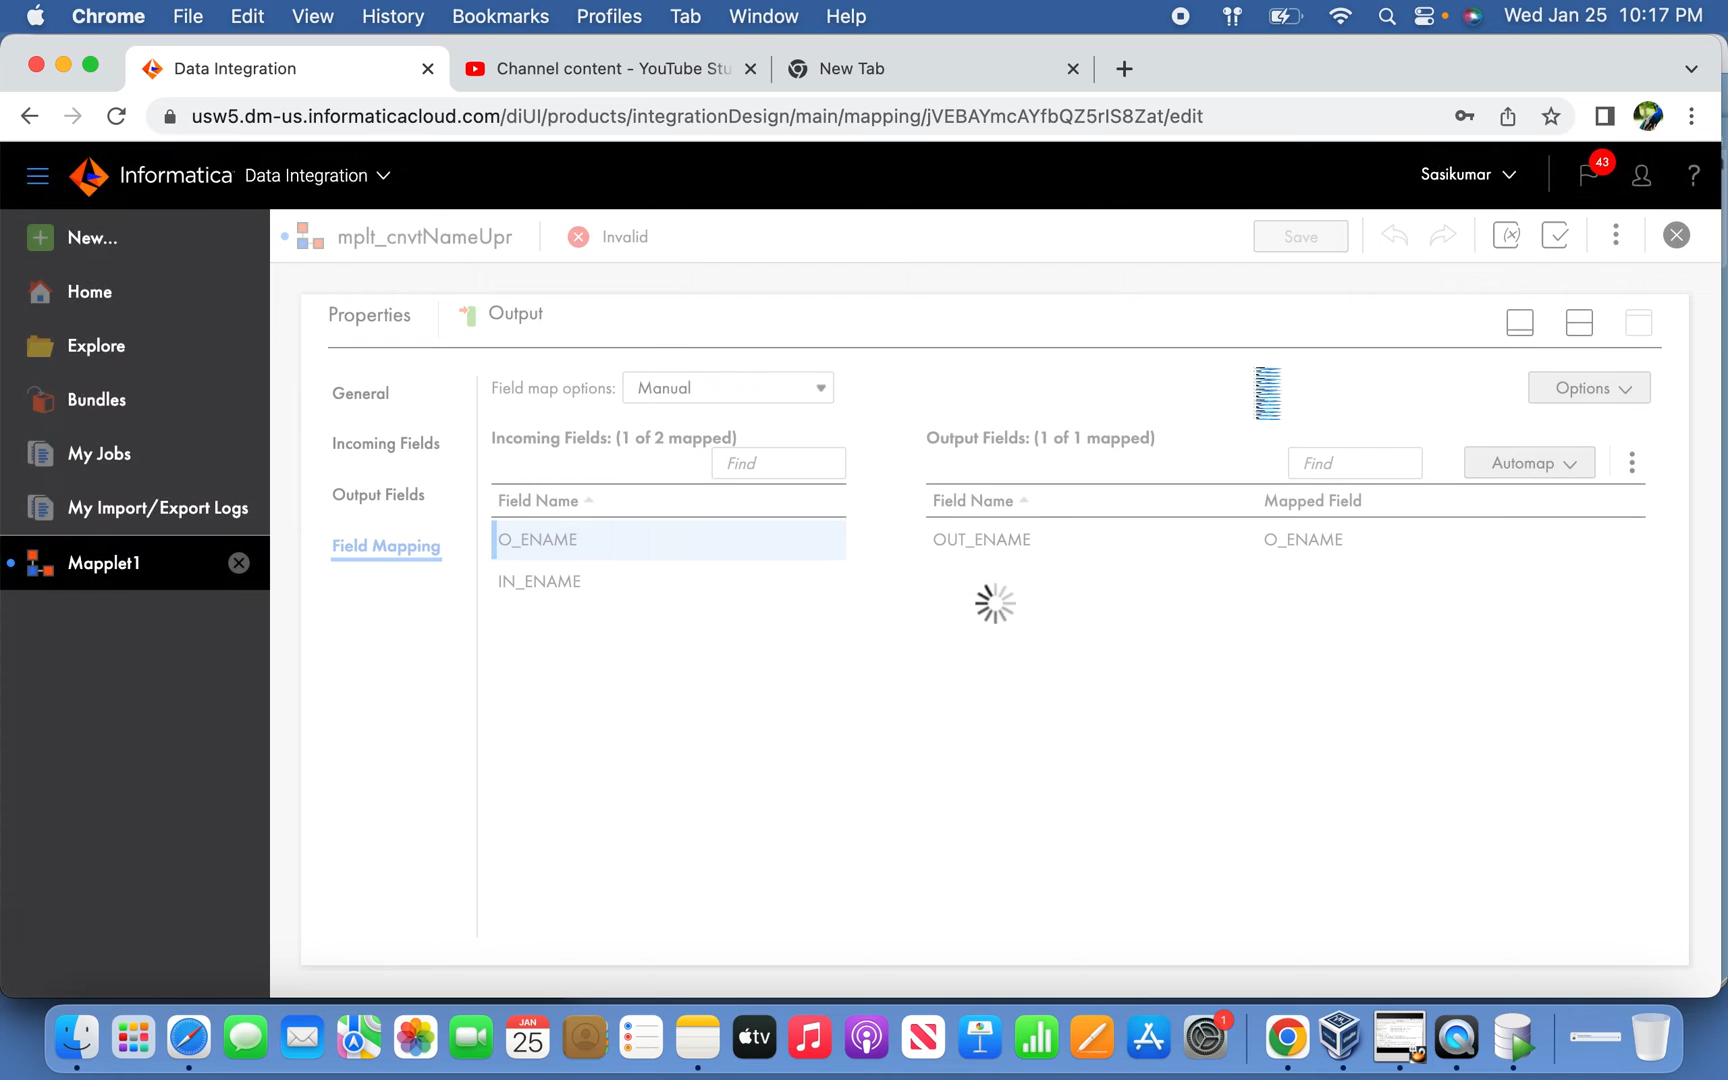 Chrome File Edit View History Bookmarks Profiles Tab Window Help Wed Jan 25 10:17 PM
Data Integration
Channel content - YouTube Stu
New Tab
usw5.dm-us.informaticacloud.com/diUI/products/integrationDesign/main/mapping/jVEBAYmcAYfbQZ5rIS8Zat/edit
Informatica Data Integration
Sasikumar
43
New...
mplt_cnvtNameUpr
Invalid
Save
Home
Properties
Output
Explore
General
Field map options: Manual
Options
Bundles
Incoming Fields
Incoming Fields: (1 of 2 mapped)
Output Fields: (1 of 1 mapped)
My Jobs
Find
Find
Automap
Output Fields
Field Name
Field Name
Mapped Field
My Import/Export Logs
Field Mapping
O_ENAME
OUT_ENAME
O_ENAME
Mapplet1
IN_ENAME
JAN
25
tv
1